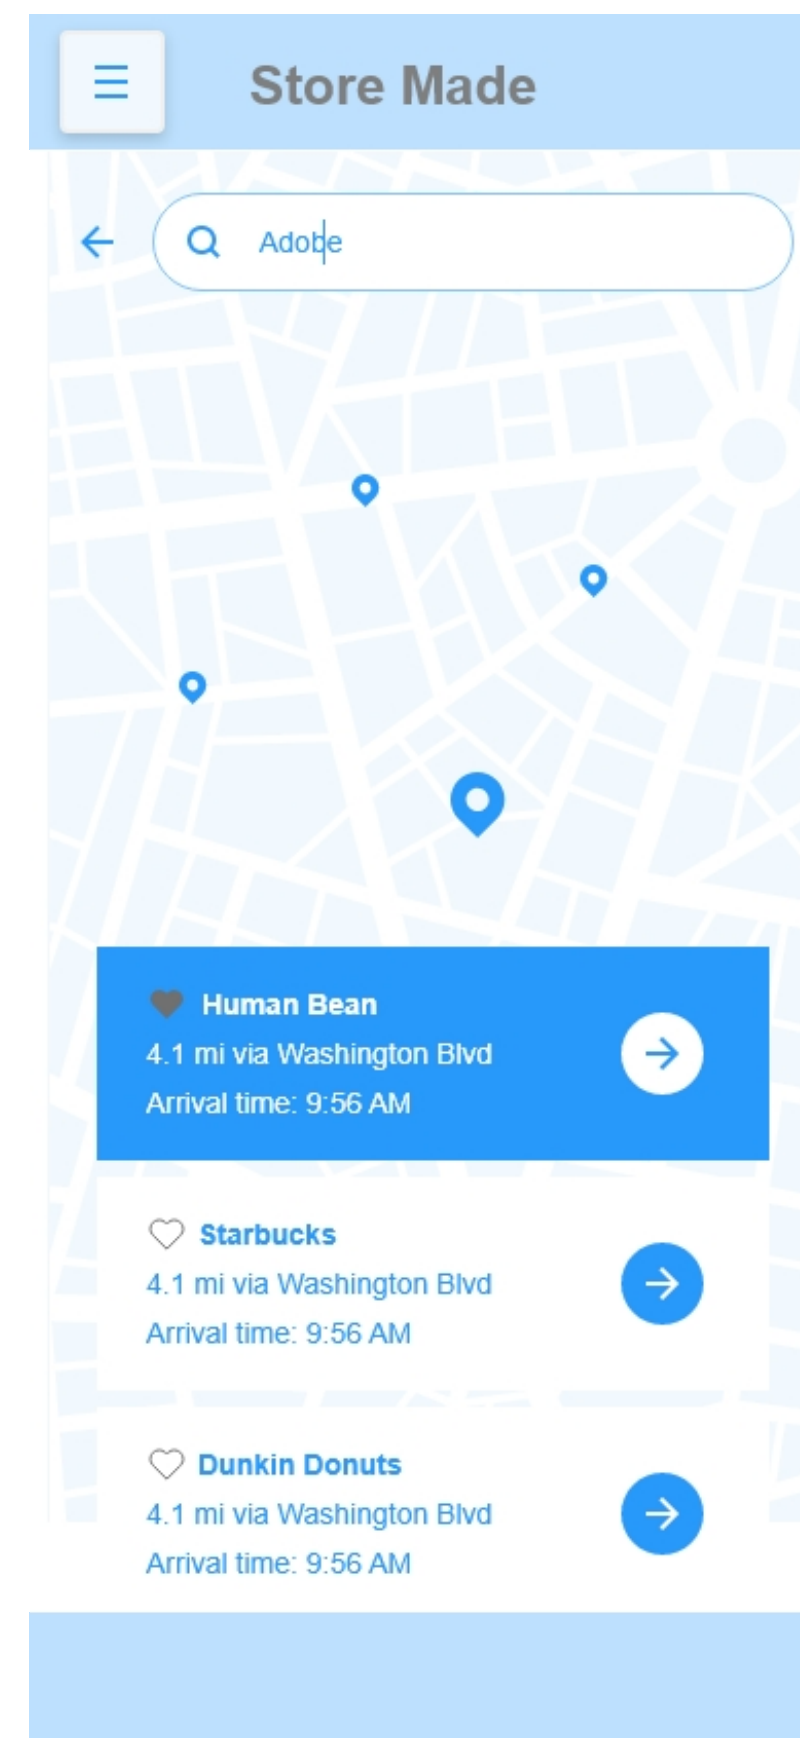 Store Made
Adobe
Human Bean
4.1 mi via Washington Blvd
Arrival time: 9:56 AM
Starbucks
4.1 mi via Washington Blvd
Arrival time: 9:56 AM
Dunkin Donuts
4.1 mi via Washington Blvd
Arrival time: 9:56 AM